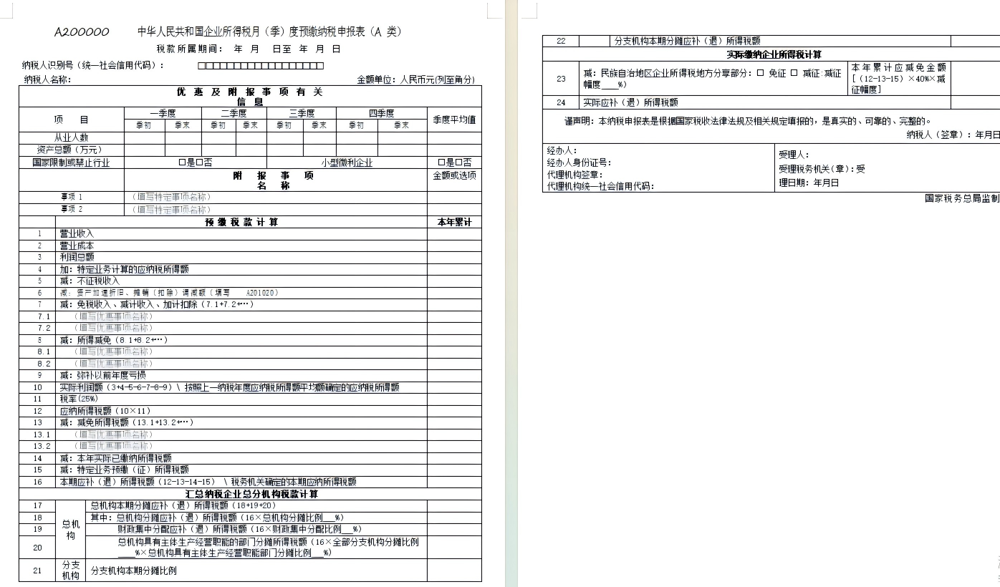 A200000 中华人民共和国企业所得税月（季）度预缴纳税申报表（A 类）
税款所属期间： 年 月 日至 年 月 日
纳税人识别号（统一社会信用代码）： □□□□□□□□□□□□□□□□□□
纳税人名称： 金额单位：人民币元(列至角分)
优 惠 及 附 报 事 项 有 关
信 息
项 目 一季度 二季度 三季度 四季度 季度平均值
季初 季末 季初 季末 季初 季末 季初 季末
从业人数
资产总额（万元）
国家限制或禁止行业 □是□否 小型微利企业 □是□否
附 报 事 项 金额或选项
名 称
事项 1 （填写特定事项名称）
事项 2 （填写特定事项名称）
预 缴 税 款 计 算 本年累计
1 营业收入
2 营业成本
3 利润总额
4 加：特定业务计算的应纳税所得额
5 减：不征税收入
6 减：资产加速折旧、摊销（扣除）调减额（填写 A201020）
7 减：免税收入、减计收入、加计扣除（7.1+7.2+…）
7.1 （填写优惠事项名称）
7.2 （填写优惠事项名称）
8 减：所得减免（8.1+8.2+…）
8.1 （填写优惠事项名称）
8.2 （填写优惠事项名称）
9 减：弥补以前年度亏损
10 实际利润额（3+4-5-6-7-8-9）\ 按照上一纳税年度应纳税所得额平均额确定的应纳税所得额
11 税率(25%)
12 应纳所得税额（10×11）
13 减：减免所得税额（13.1+13.2+…）
13.1 （填写优惠事项名称）
13.2 （填写优惠事项名称）
14 减：本年实际已缴纳所得税额
15 减：特定业务预缴（征）所得税额
16 本期应补（退）所得税额（12-13-14-15） \ 税务机关确定的本期应纳所得税额
汇总纳税企业总分机构税款计算
17 总机构本期分摊应补（退）所得税额（18+19+20）
18 总机构 其中：总机构分摊应补（退）所得税额（16×总机构分摊比例___%）
19 财政集中分配应补（退）所得税额（16×财政集中分配比例___%）
20 总机构具有主体生产经营职能的部门分摊所得税额（16×全部分支机构分摊比例
____%×总机构具有主体生产经营职能部门分摊比例___%）
21 分支机构 分支机构本期分摊比例
22 分支机构本期分摊应补（退）所得税额
实际缴纳企业所得税计算
23 减：民族自治地区企业所得税地方分享部分：□ 免征 □ 减征:减征
幅度____%）
本年累计应减免金额
[（12-13-15）×40%×减
征幅度]
24 实际应补（退）所得税额
谨声明：本纳税申报表是根据国家税收法律法规及相关规定填报的，是真实的、可靠的、完整的。
纳税人（签章）：年月日
经办人：
经办人身份证号：
代理机构签章：
代理机构统一社会信用代码：
受理人：
受理税务机关(章)：受
理日期：年月日
国家税务总局监制